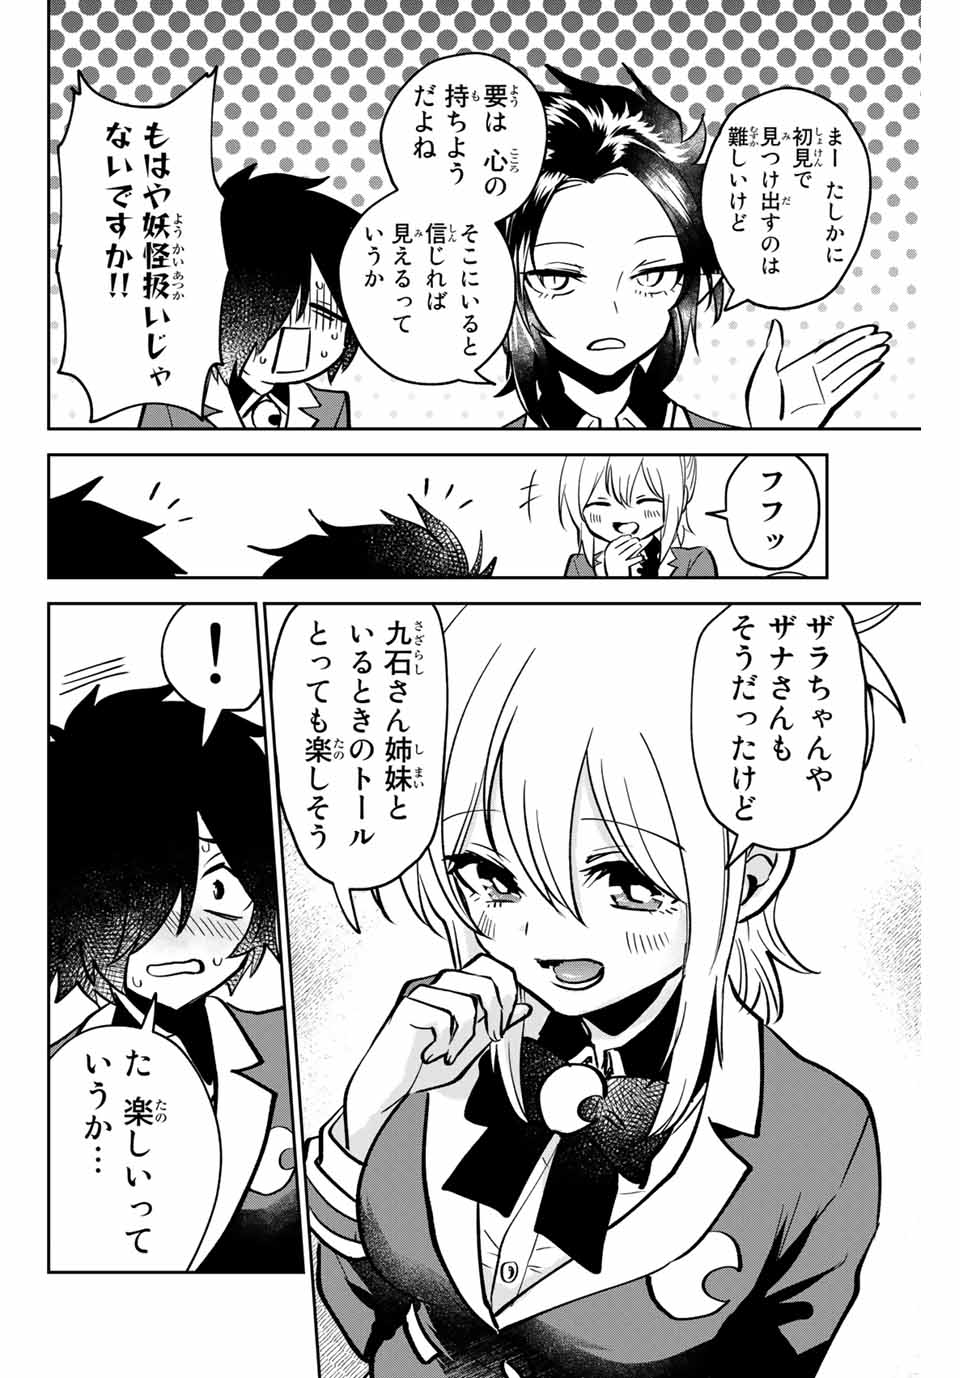 まー たしかに
初見で
見つけ出すのは
難しいけど
要は 心の
持ちよう
だよね
そこにいると
信じれば
見えるって
いうか
もはや妖怪扱いじゃ
ないですか!!
フフッ
ザラちゃんや
ザナさんも
そうだったけど
九石さん姉妹と
いるときのトール
とっても楽しそう
!
た 楽しいって
いうか…